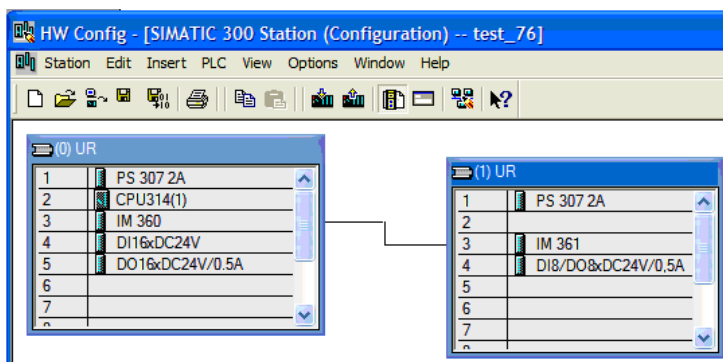 HW Config - [SIMATIC 300 Station (Configuration) -- test_76]
Station Edit Insert PLC View Options Window Help
(0) UR
1 PS 307 2A
2 CPU314(1)
3 IM 360
4 DI16xDC24V
5 DO16xDC24V/0.5A
6
7
(1) UR
1 PS 307 2A
2
3 IM 361
4 DI8/DO8xDC24V/0,5A
5
6
7